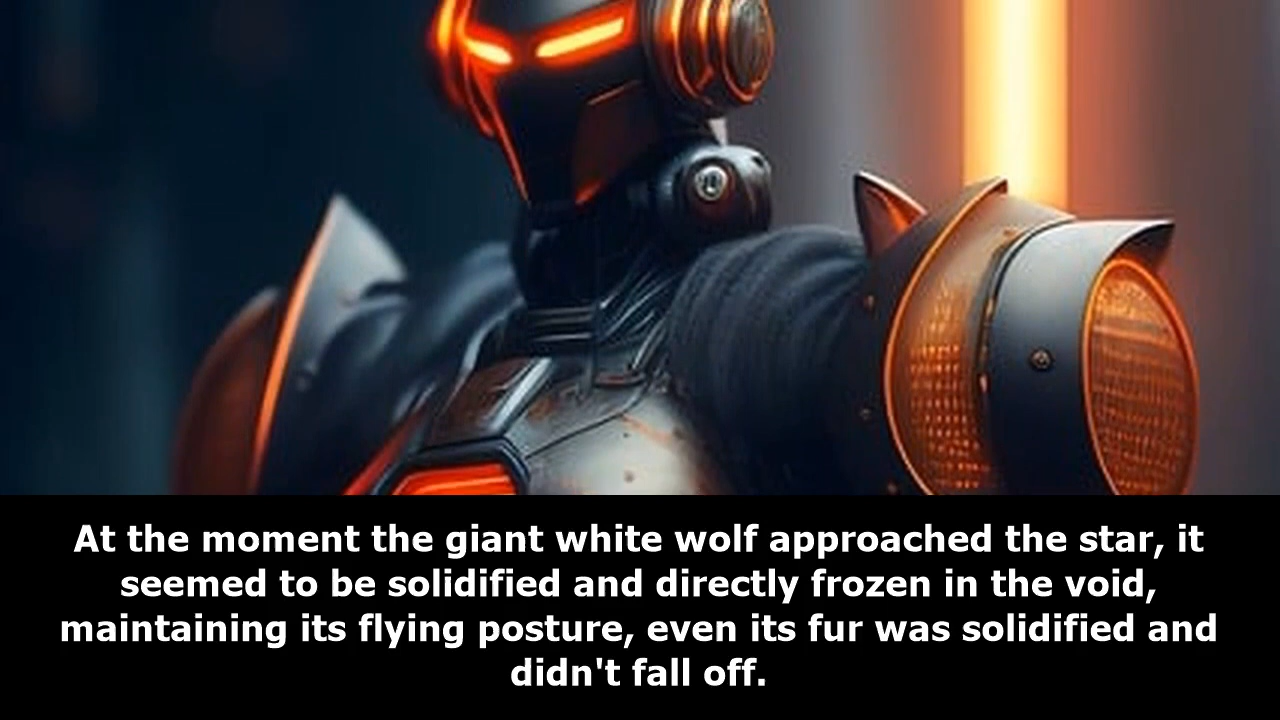 At the moment the giant white wolf approached the star, it
seemed to be solidified and directly frozen in the void,
maintaining its flying posture, even its fur was solidified and
didn't fall off.